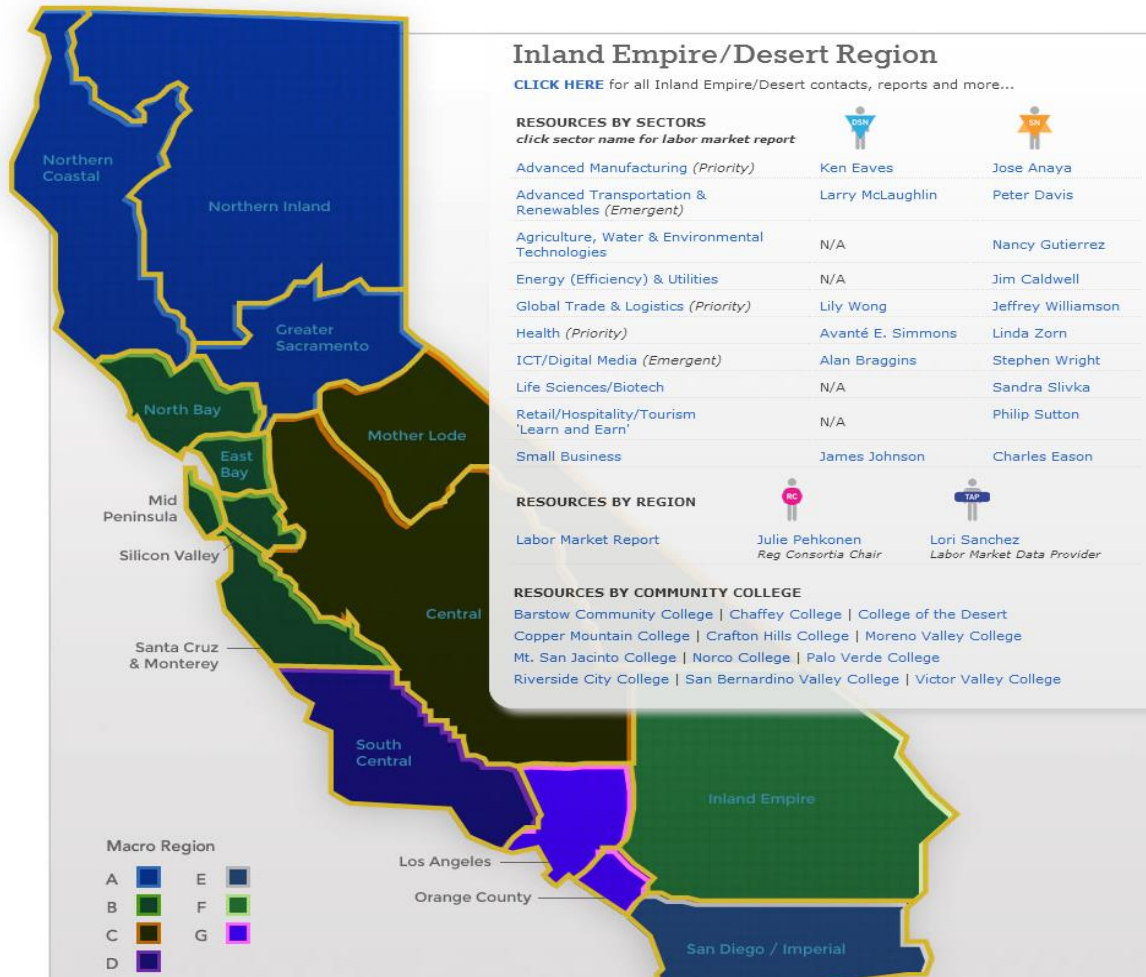 Inland Empire/Desert Region
CLICK HERE for all Inland Empire/Desert contacts, reports and more...
RESOURCES BY SECTORS
click sector name for labor market report
DSN
SN
Advanced Manufacturing (Priority) Ken Eaves Jose Anaya
Advanced Transportation & Larry McLaughlin Peter Davis
Renewables (Emergent)
Agriculture, Water & Environmental N/A Nancy Gutierrez
Technologies
Energy (Efficiency) & Utilities N/A Jim Caldwell
Global Trade & Logistics (Priority) Lily Wong Jeffrey Williamson
Health (Priority) Avanté E. Simmons Linda Zorn
ICT/Digital Media (Emergent) Alan Braggins Stephen Wright
Life Sciences/Biotech N/A Sandra Slivka
Retail/Hospitality/Tourism N/A Philip Sutton
'Learn and Earn'
Small Business James Johnson Charles Eason
RESOURCES BY REGION
RC
TAP
Labor Market Report Julie Pehkonen Lori Sanchez
Reg Consortia Chair Labor Market Data Provider
RESOURCES BY COMMUNITY COLLEGE
Barstow Community College | Chaffey College | College of the Desert
Copper Mountain College | Crafton Hills College | Moreno Valley College
Mt. San Jacinto College | Norco College | Palo Verde College
Riverside City College | San Bernardino Valley College | Victor Valley College
Northern
Coastal
Northern Inland
Greater
Sacramento
North Bay
Mother Lode
East
Bay
Mid
Peninsula
Silicon Valley
Central
Santa Cruz
& Monterey
South
Central
Inland Empire
Los Angeles
Orange County
San Diego / Imperial
Macro Region
A E
B F
C G
D